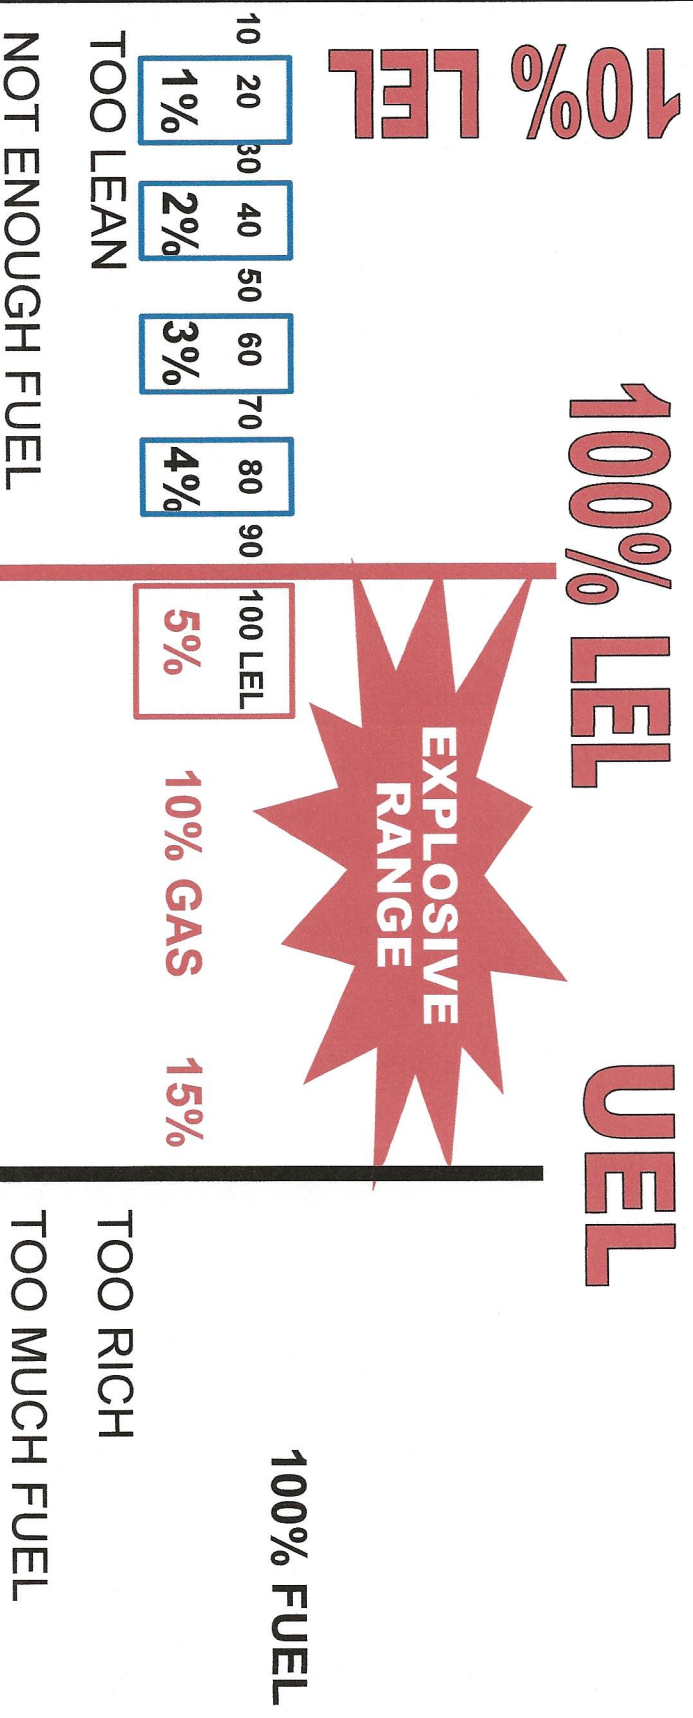 10% LEL
100% LEL
UEL
EXPLOSIVE
RANGE
100% FUEL
10 20 30 40 50 60 70 80 90 100 LEL
1% 2% 3% 4% 5% 10% GAS 15%
TOO LEAN
TOO RICH
NOT ENOUGH FUEL
TOO MUCH FUEL